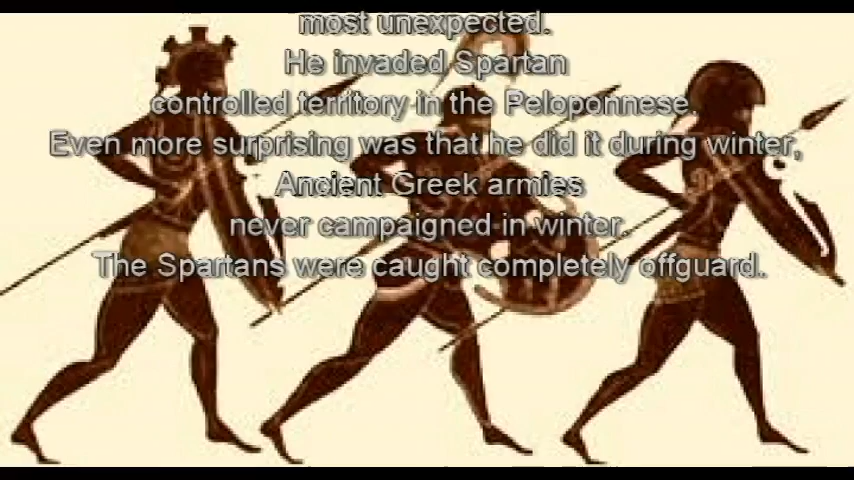 most unexpected.
He invaded Spartan
controlled territory in the Peloponnese.
Even more surprising was that he did it during winter,
Ancient Greek armies
never campaigned in winter.
The Spartans were caught completely offguard.